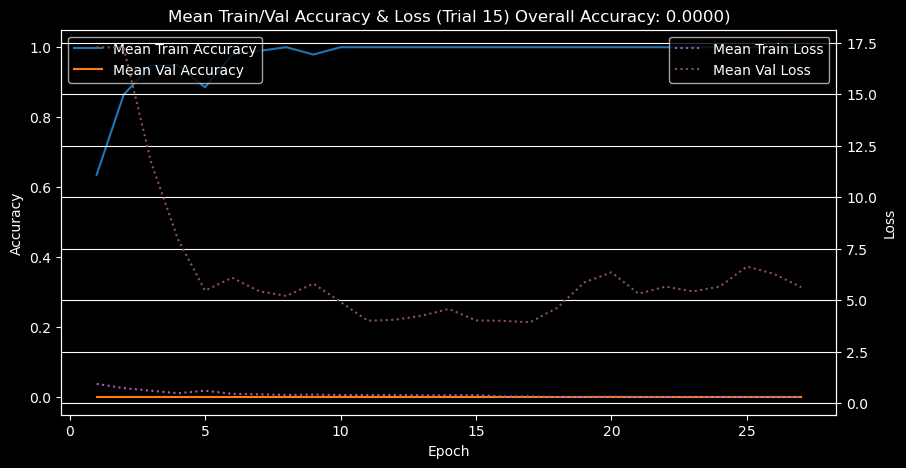 Mean Train/Val Accuracy & Loss (Trial 15) Overall Accuracy: 0.0000)
Mean Train Accuracy
Mean Val Accuracy
Mean Train Loss
Mean Val Loss
1.0
0.8
0.6
0.4
0.2
0.0
Accuracy
17.5
15.0
12.5
10.0
7.5
5.0
2.5
0.0
Loss
0 5 10 15 20 25
Epoch